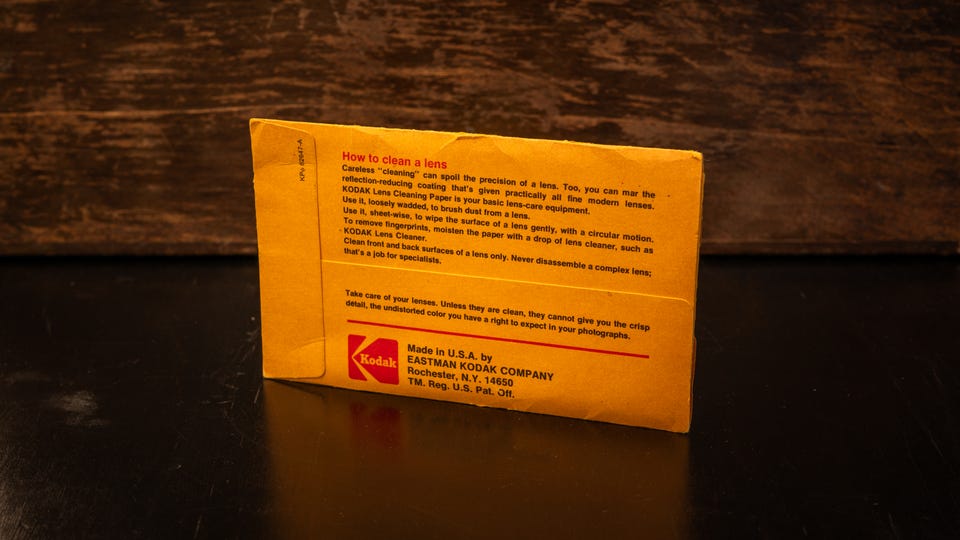 KPo 62947-A
How to clean a lens
Careless "cleaning" can spoil the precision of a lens. Too, you can mar the
reflection-reducing coating that's given practically all fine modern lenses.
KODAK Lens Cleaning Paper is your basic lens-care equipment.
Use it, loosely wadded, to brush dust from a lens.
Use it, sheet-wise, to wipe the surface of a lens gently, with a circular motion.
To remove fingerprints, moisten the paper with a drop of lens cleaner, such as
KODAK Lens Cleaner.
Clean front and back surfaces of a lens only. Never disassemble a complex lens;
that's a job for specialists.
Take care of your lenses. Unless they are clean, they cannot give you the crisp
detail, the undistorted color you have a right to expect in your photographs.
Kodak
Made in U.S.A. by
EASTMAN KODAK COMPANY
Rochester, N.Y. 14650
TM. Reg. U.S. Pat. Off.